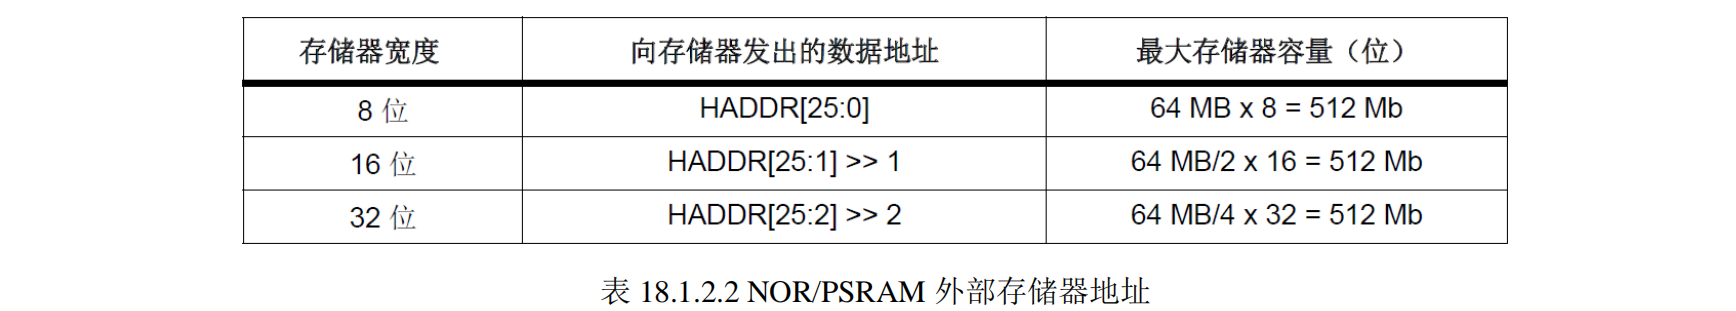 存储器宽度 向存储器发出的数据地址 最大存储器容量（位）
8 位 HADDR[25:0] 64 MB x 8 = 512 Mb
16 位 HADDR[25:1] >> 1 64 MB/2 x 16 = 512 Mb
32 位 HADDR[25:2] >> 2 64 MB/4 x 32 = 512 Mb
表 18.1.2.2 NOR/PSRAM 外部存储器地址